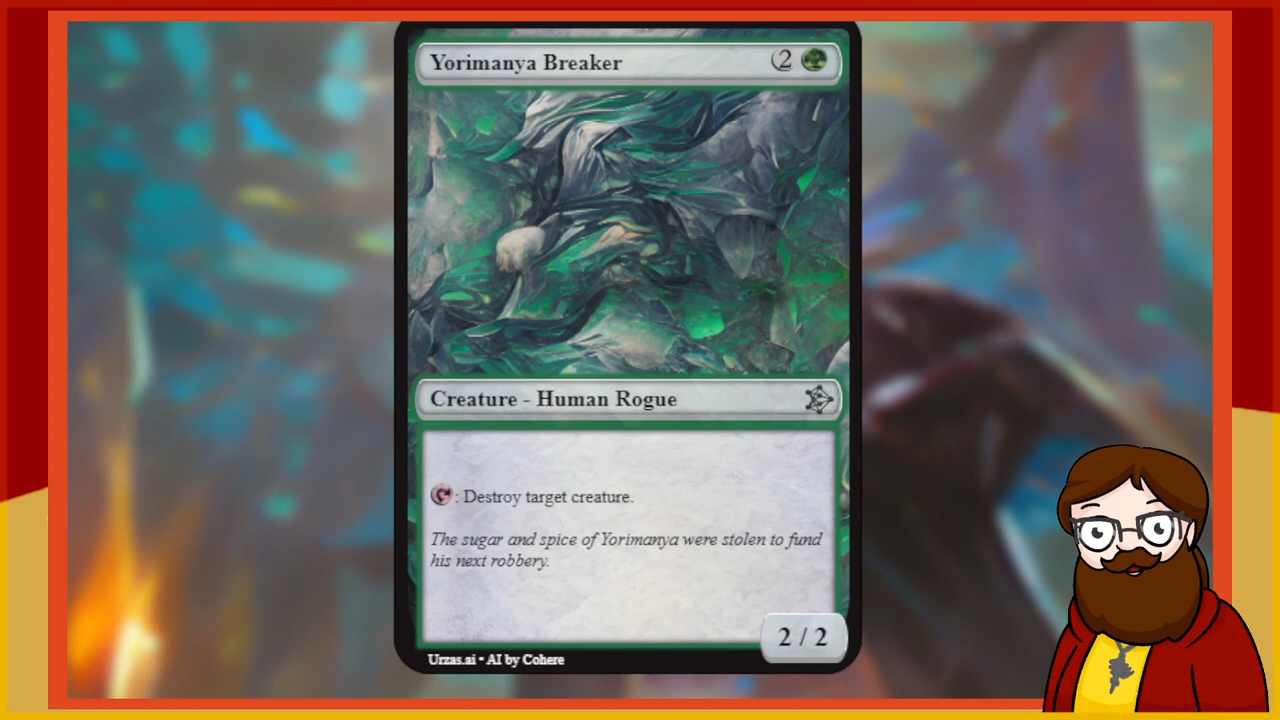 Yorimanya Breaker 2
Creature - Human Rogue
: Destroy target creature.
The sugar and spice of Yorimanya were stolen to fund
his next robbery.
2 / 2
Urzas.ai • AI by Cohere